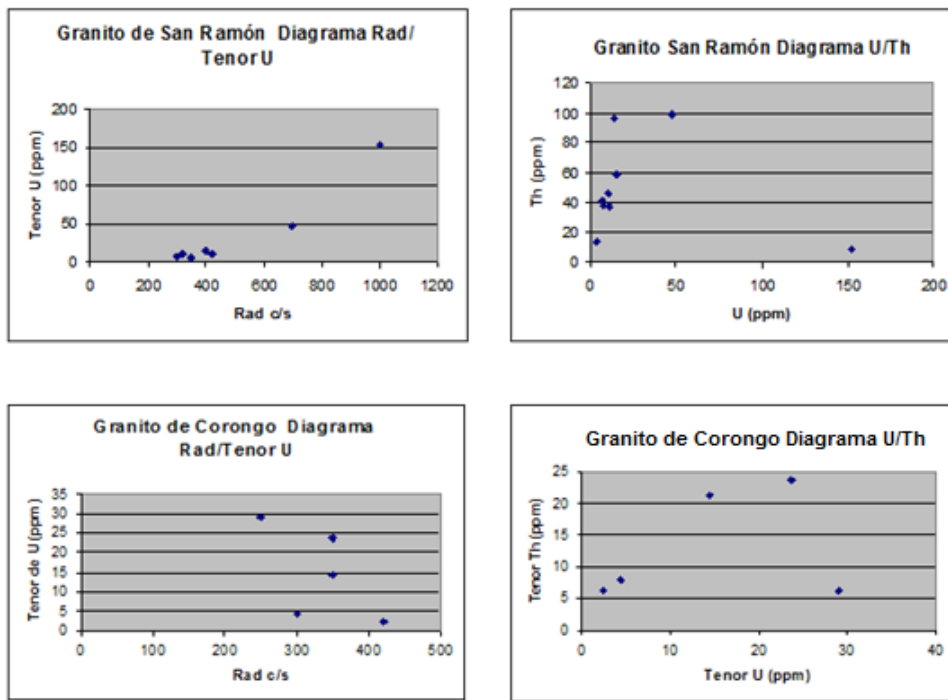 Granito de San Ramón Diagrama Rad/
Tenor U
Tenor U (ppm)
200
150
100
50
0
0 200 400 600 800 1000 1200
Rad c/s
Granito San Ramón Diagrama U/Th
Th (ppm)
120
100
80
60
40
20
0
0 50 100 150 200
U (ppm)
Granito de Corongo Diagrama
Rad/Tenor U
Tenor de U (ppm)
35
30
25
20
15
10
5
0
0 100 200 300 400 500
Rad c/s
Granito de Corongo Diagrama U/Th
Tenor Th (ppm)
25
20
15
10
5
0
0 10 20 30 40
Tenor U (ppm)